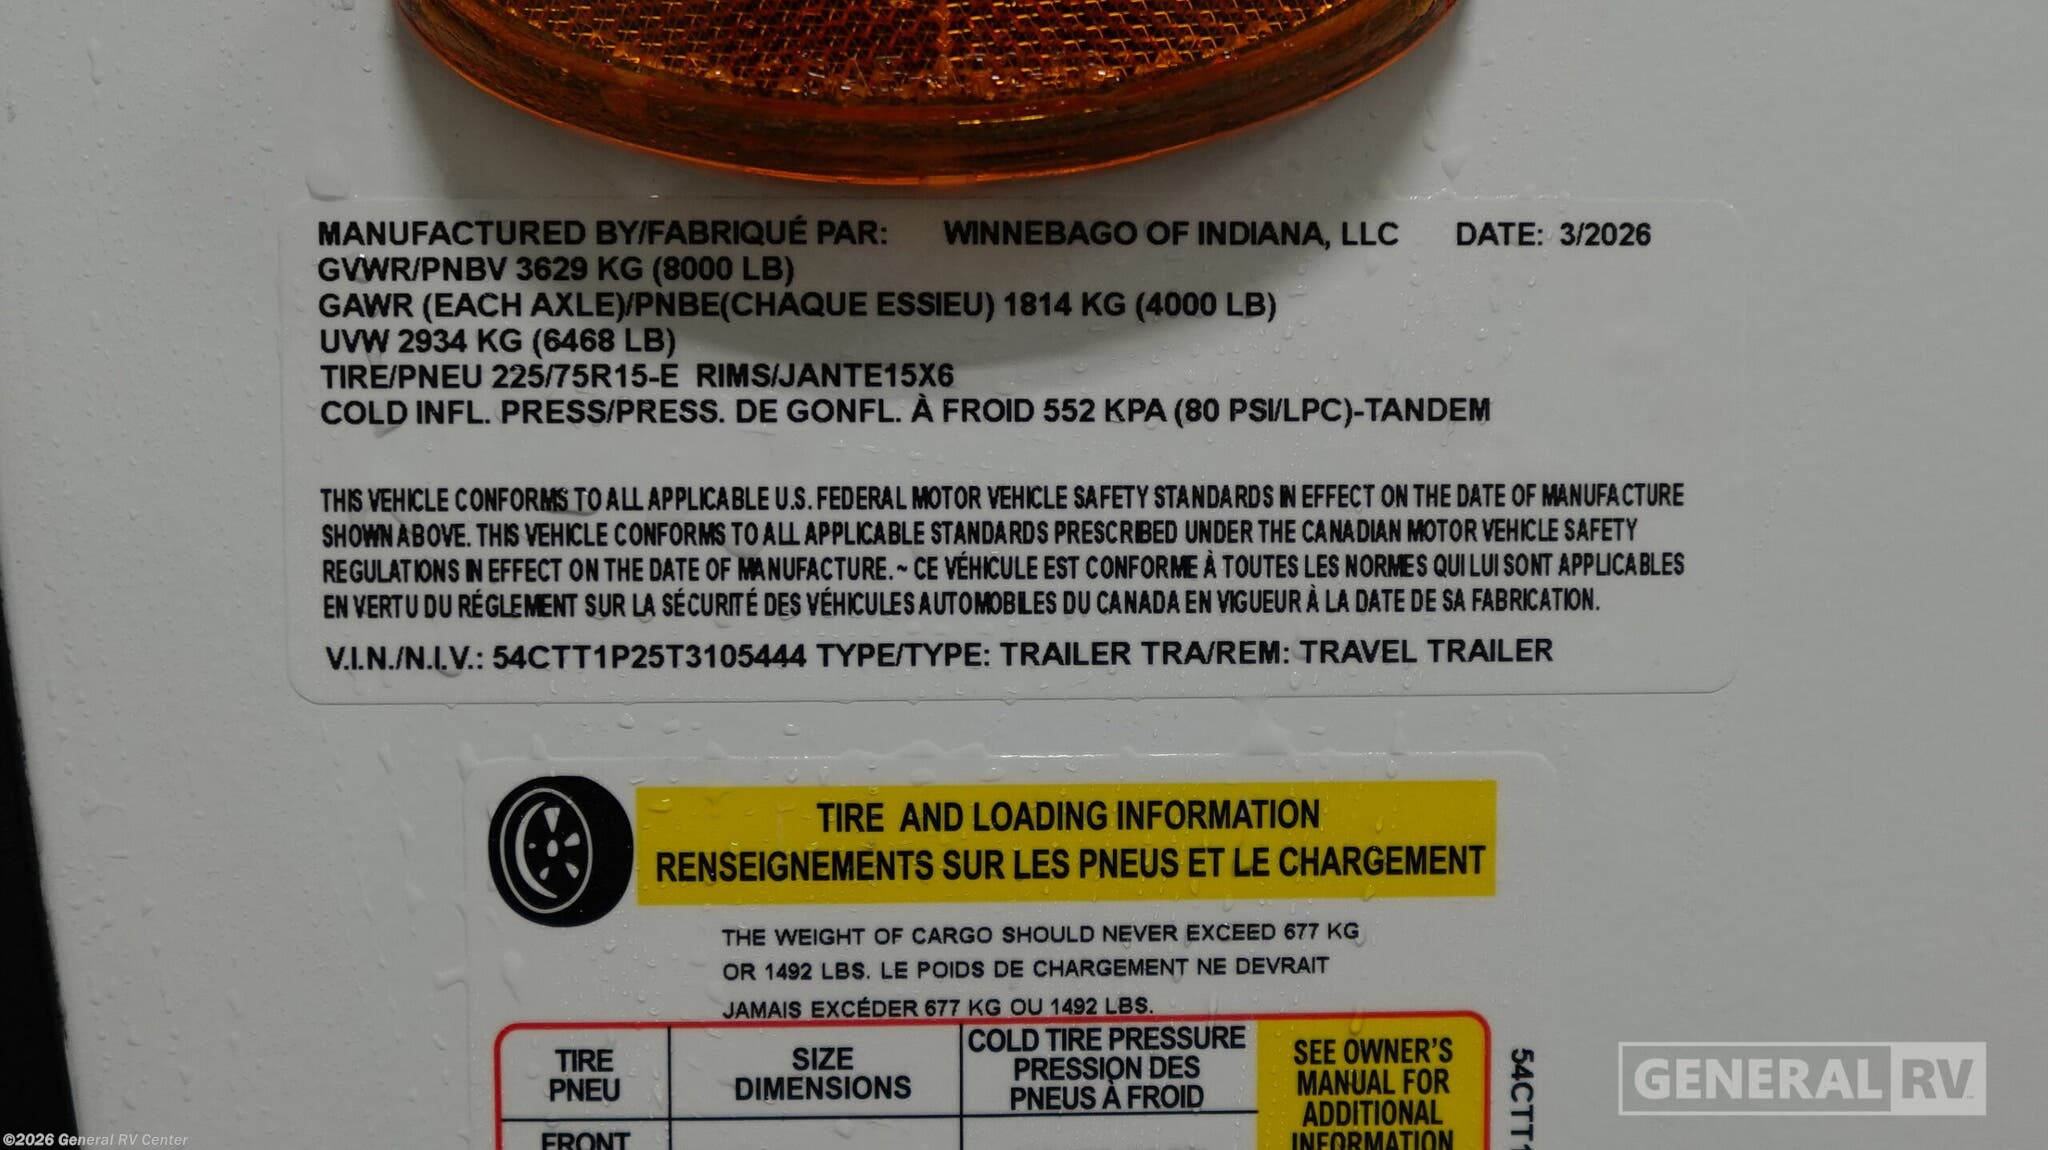 MANUFACTURED BY/FABRIQUÉ PAR: WINNEBAGO OF INDIANA, LLC DATE: 3/2026
GVWR/PNBV 3629 KG (8000 LB)
GAWR (EACH AXLE)/PNBE(CHAQUE ESSIEU) 1814 KG (4000 LB)
UVW 2934 KG (6468 LB)
TIRE/PNEU 225/75R15-E RIMS/JANTE15X6
COLD INFL. PRESS/PRESS. DE GONFL. À FROID 552 KPA (80 PSI/LPC)-TANDEM
THIS VEHICLE CONFORMS TO ALL APPLICABLE U.S. FEDERAL MOTOR VEHICLE SAFETY STANDARDS IN EFFECT ON THE DATE OF MANUFACTURE
SHOWN ABOVE. THIS VEHICLE CONFORMS TO ALL APPLICABLE STANDARDS PRESCRIBED UNDER THE CANADIAN MOTOR VEHICLE SAFETY
REGULATIONS IN EFFECT ON THE DATE OF MANUFACTURE. ~ CE VÉHICULE EST CONFORME À TOUTES LES NORMES QUI LUI SONT APPLICABLES
EN VERTU DU RÉGLEMENT SUR LA SÉCURITÉ DES VÉHICULES AUTOMOBILES DU CANADA EN VIGUEUR À LA DATE DE SA FABRICATION.
V.I.N./N.I.V.: 54CTT1P25T3105444 TYPE/TYPE: TRAILER TRA/REM: TRAVEL TRAILER
TIRE AND LOADING INFORMATION
RENSEIGNEMENTS SUR LES PNEUS ET LE CHARGEMENT
THE WEIGHT OF CARGO SHOULD NEVER EXCEED 677 KG
OR 1492 LBS. LE POIDS DE CHARGEMENT NE DEVRAIT
JAMAIS EXCÉDER 677 KG OU 1492 LBS.
TIRE
PNEU
SIZE
DIMENSIONS
COLD TIRE PRESSURE
PRESSION DES
PNEUS À FROID
SEE OWNER'S
MANUAL FOR
ADDITIONAL
INFORMATION
FRONT
54CTT1
GENERAL RV
©2026 General RV Center